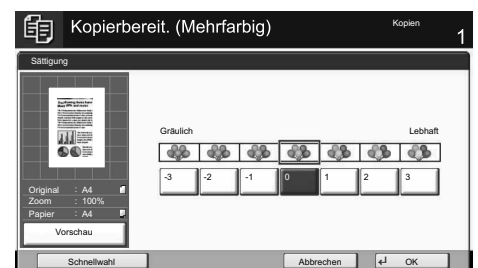 Kopierbereit. (Mehrfarbig)
Kopien
1
Sättigung
Gräulich
Lebhaft
-3 -2 -1 0 1 2 3
Original : A4
Zoom : 100%
Papier : A4
Vorschau
Schnellwahl
Abbrechen
OK